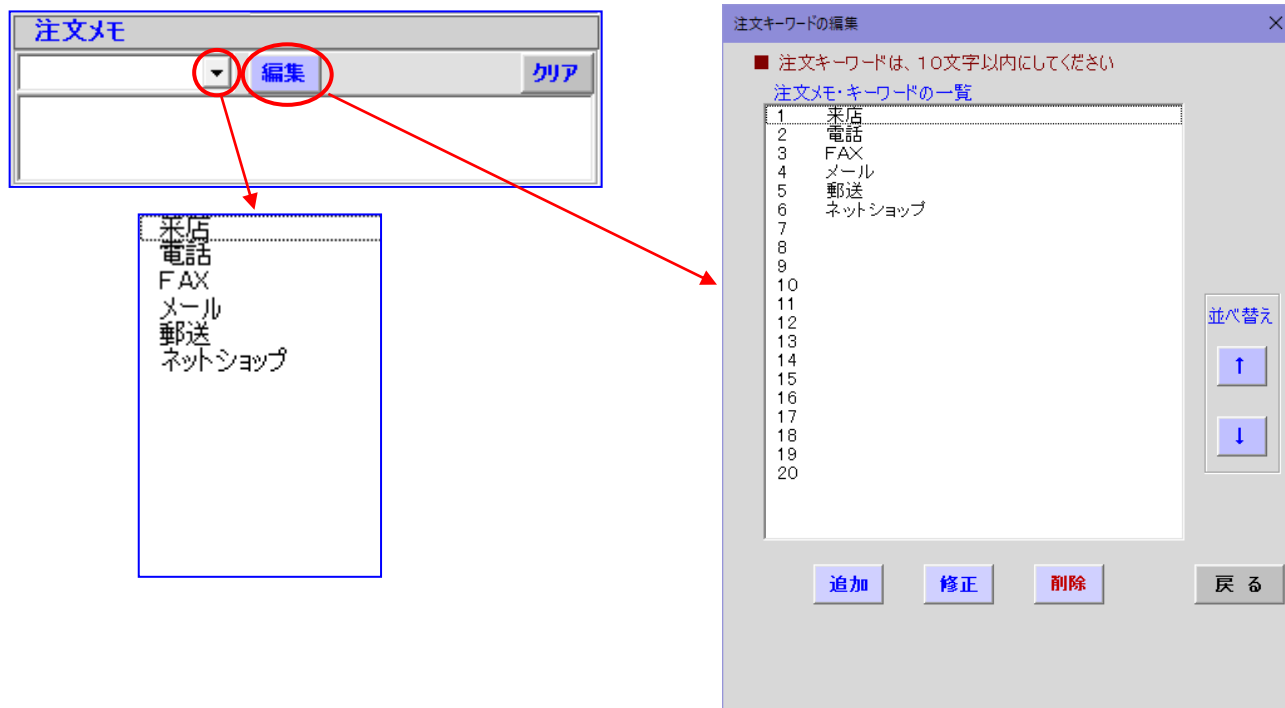 注文メモ
編集
クリア
来店
電話
FAX
メール
郵送
ネットショップ
注文キーワードの編集
■ 注文キーワードは、10文字以内にしてください
注文メモ・キーワードの一覧
1 来店
2 電話
3 FAX
4 メール
5 郵送
6 ネットショップ
7
8
9
10
11
12
13
14
15
16
17
18
19
20
並べ替え
↑
↓
追加
修正
削除
戻る